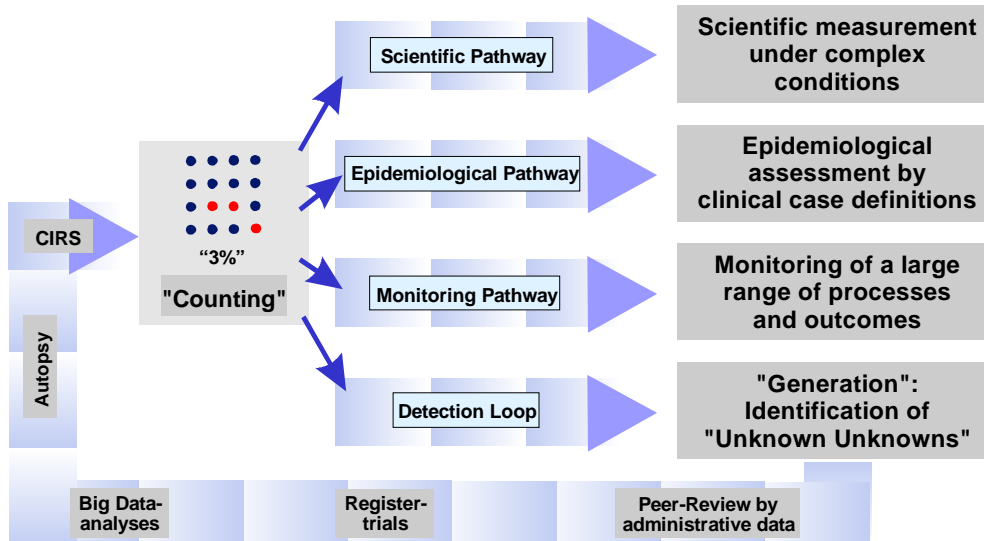 Scientific Pathway
Scientific measurement
under complex
conditions
Epidemiological Pathway
Epidemiological
assessment by
clinical case definitions
CIRS
“3%”
"Counting"
Monitoring Pathway
Monitoring of a large
range of processes
and outcomes
Autopsy
Detection Loop
"Generation":
Identification of
"Unknown Unknowns"
Big Data-
analyses
Register-
trials
Peer-Review by
administrative data